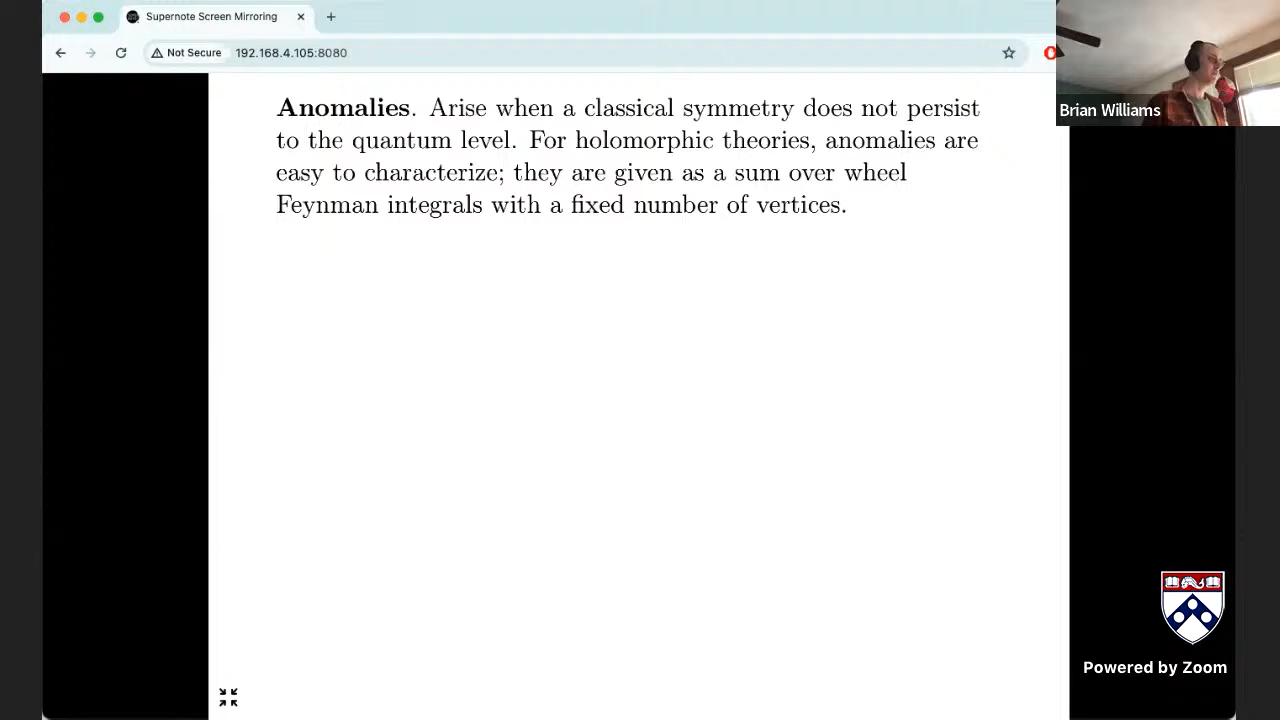 Supernote Screen Mirroring
Not Secure 192.168.4.105:8080
Brian Williams
Anomalies. Arise when a classical symmetry does not persist
to the quantum level. For holomorphic theories, anomalies are
easy to characterize; they are given as a sum over wheel
Feynman integrals with a fixed number of vertices.
Powered by Zoom